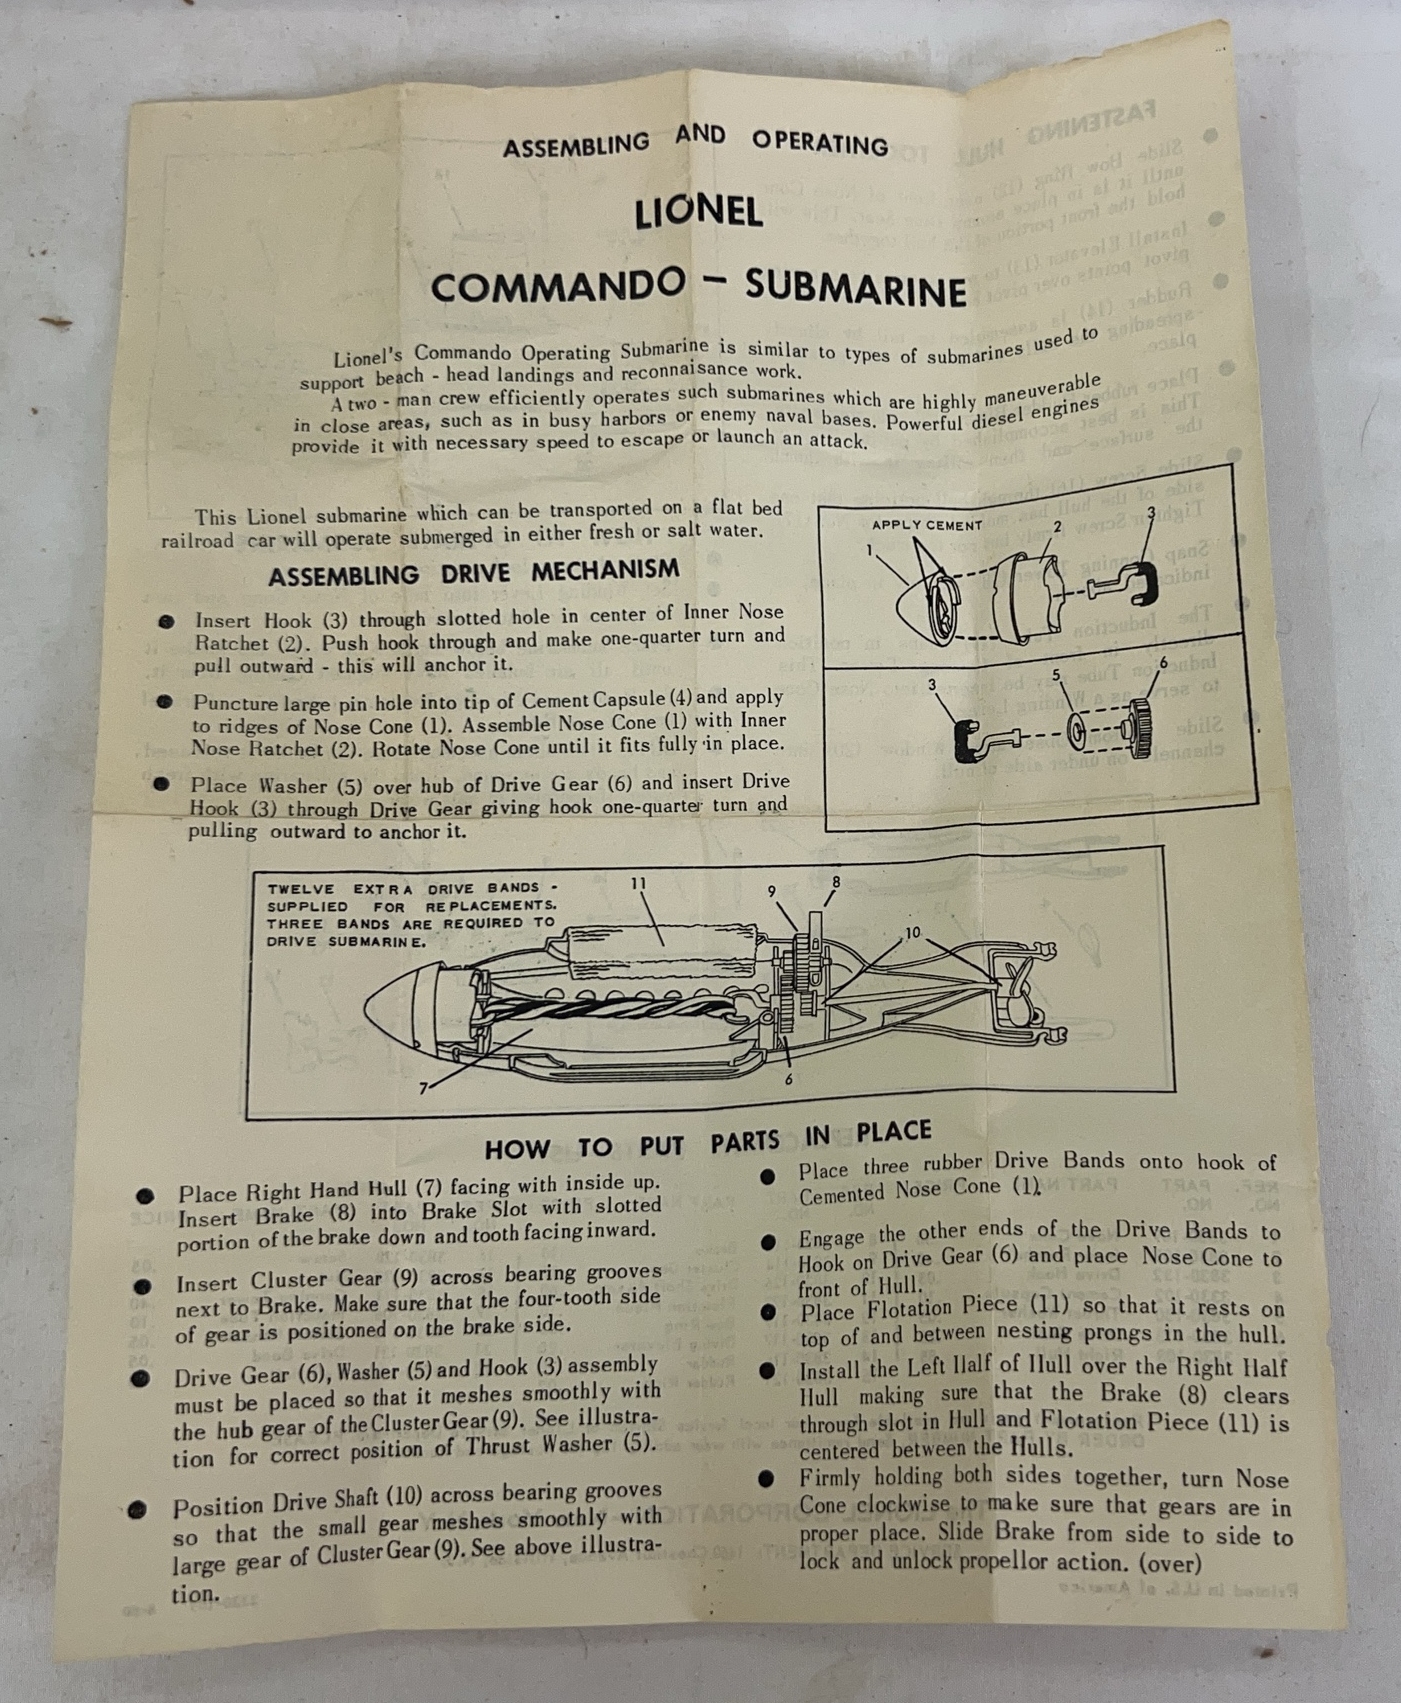 ASSEMBLING AND OPERATING
LIONEL
COMMANDO - SUBMARINE
Lionel's Commando Operating Submarine is similar to types of submarines used to
support beach - head landings and reconnaisance work.
A two - man crew efficiently operates such submarines which are highly maneuverable
in close areas, such as in busy harbors or enemy naval bases. Powerful diesel engines
provide it with necessary speed to escape or launch an attack.
This Lionel submarine which can be transported on a flat bed
railroad car will operate submerged in either fresh or salt water.
ASSEMBLING DRIVE MECHANISM
● Insert Hook (3) through slotted hole in center of Inner Nose
Ratchet (2). Push hook through and make one-quarter turn and
pull outward - this will anchor it.
● Puncture large pin hole into tip of Cement Capsule (4) and apply
to ridges of Nose Cone (1). Assemble Nose Cone (1) with Inner
Nose Ratchet (2). Rotate Nose Cone until it fits fully in place.
● Place Washer (5) over hub of Drive Gear (6) and insert Drive
Hook (3) through Drive Gear giving hook one-quarter turn and
pulling outward to anchor it.
APPLY CEMENT
1
2
3
3
5
6
TWELVE EXTRA DRIVE BANDS -
SUPPLIED FOR REPLACEMENTS.
THREE BANDS ARE REQUIRED TO
DRIVE SUBMARINE.
11
9
8
10
7
6
HOW TO PUT PARTS IN PLACE
● Place Right Hand Hull (7) facing with inside up.
Insert Brake (8) into Brake Slot with slotted
portion of the brake down and tooth facing inward.
● Insert Cluster Gear (9) across bearing grooves
next to Brake. Make sure that the four-tooth side
of gear is positioned on the brake side.
● Drive Gear (6), Washer (5) and Hook (3) assembly
must be placed so that it meshes smoothly with
the hub gear of the Cluster Gear (9). See illustra-
tion for correct position of Thrust Washer (5).
● Position Drive Shaft (10) across bearing grooves
so that the small gear meshes smoothly with
large gear of Cluster Gear (9). See above illustra-
tion.
● Place three rubber Drive Bands onto hook of
Cemented Nose Cone (1).
● Engage the other ends of the Drive Bands to
Hook on Drive Gear (6) and place Nose Cone to
front of Hull.
● Place Flotation Piece (11) so that it rests on
top of and between nesting prongs in the hull.
● Install the Left Half of Hull over the Right Half
Hull making sure that the Brake (8) clears
through slot in Hull and Flotation Piece (11) is
centered between the Hulls.
● Firmly holding both sides together, turn Nose
Cone clockwise to make sure that gears are in
proper place. Slide Brake from side to side to
lock and unlock propellor action. (over)